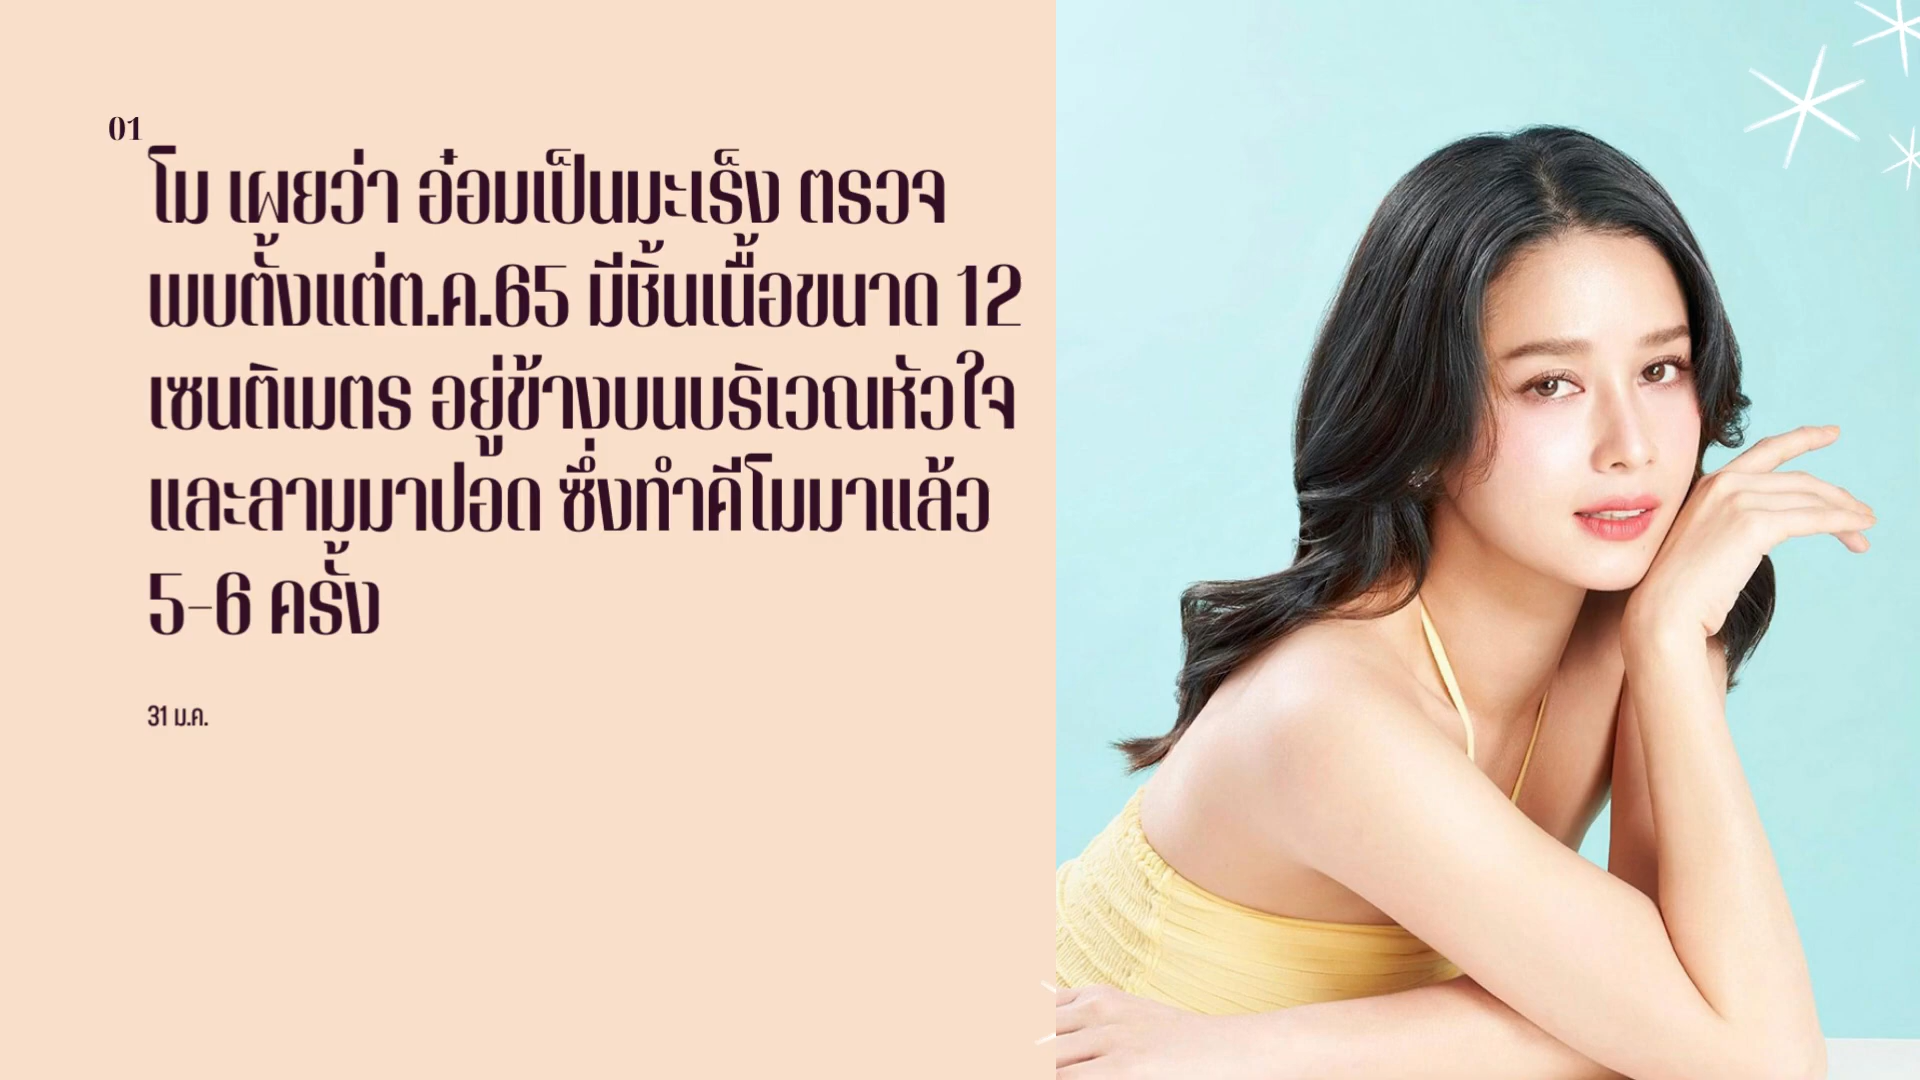 01
โม เผยว่า อ๋อมเป็นมะเร็ง ตรวจ
พบตั้งแต่ต.ค.65 มีชิ้นเนื้อขนาด 12
เซนติเมตร อยู่ข้างบนบริเวณหัวใจ
และลามมาปอด ซึ่งทำคีโมมาแล้ว
5-6 ครั้ง
31 ม.ค.